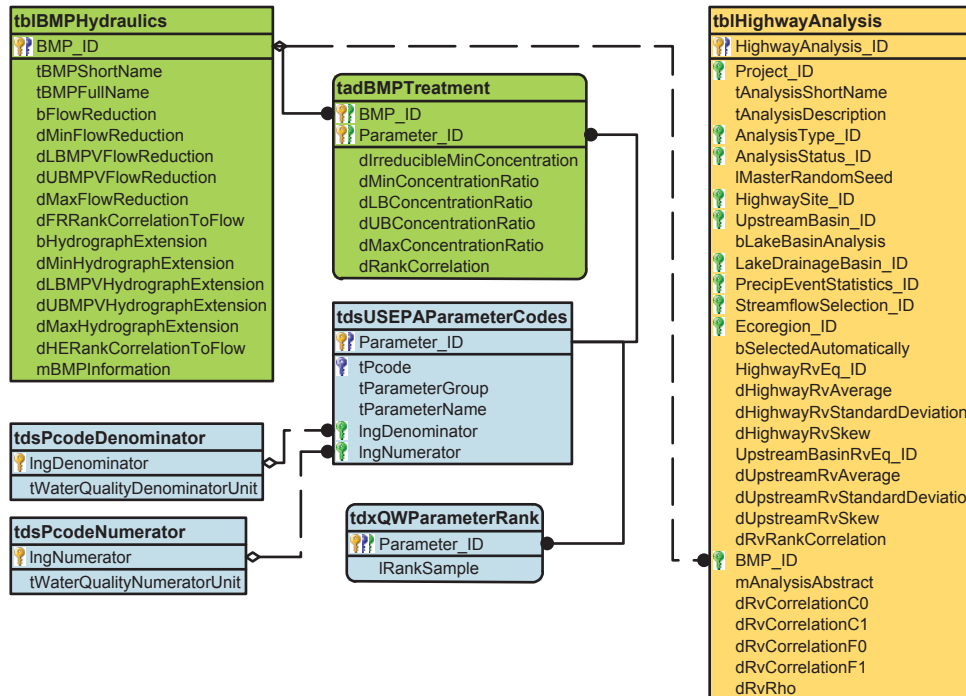 tblBMPHydraulics
BMP_ID
tBMPShortName
tBMPFullName
bFlowReduction
dMinFlowReduction
dLBMPVFlowReduction
dUBMPVFlowReduction
dMaxFlowReduction
dFRRankCorrelationToFlow
bHydrographExtension
dMinHydrographExtension
dLBMPVHydrographExtension
dUBMPVHydrographExtension
dMaxHydrographExtension
dHERankCorrelationToFlow
mBMPInformation
tadBMPTreatment
BMP_ID
Parameter_ID
dIrreducibleMinConcentration
dMinConcentrationRatio
dLBConcentrationRatio
dUBConcentrationRatio
dMaxConcentrationRatio
dRankCorrelation
tdsUSEPAParameterCodes
Parameter_ID
tPcode
tParameterGroup
tParameterName
lngDenominator
lngNumerator
tdsPcodeDenominator
lngDenominator
tWaterQualityDenominatorUnit
tdsPcodeNumerator
lngNumerator
tWaterQualityNumeratorUnit
tdxQWParameterRank
Parameter_ID
lRankSample
tblHighwayAnalysis
HighwayAnalysis_ID
Project_ID
tAnalysisShortName
tAnalysisDescription
AnalysisType_ID
AnalysisStatus_ID
lMasterRandomSeed
HighwaySite_ID
UpstreamBasin_ID
bLakeBasinAnalysis
LakeDrainageBasin_ID
PrecipEventStatistics_ID
StreamflowSelection_ID
Ecoregion_ID
bSelectedAutomatically
HighwayRvEq_ID
dHighwayRvAverage
dHighwayRvStandardDeviation
dHighwayRvSkew
UpstreamBasinRvEq_ID
dUpstreamRvAverage
dUpstreamRvStandardDeviatio
dUpstreamRvSkew
dRvRankCorrelation
BMP_ID
mAnalysisAbstract
dRvCorrelationC0
dRvCorrelationC1
dRvCorrelationF0
dRvCorrelationF1
dRvRho